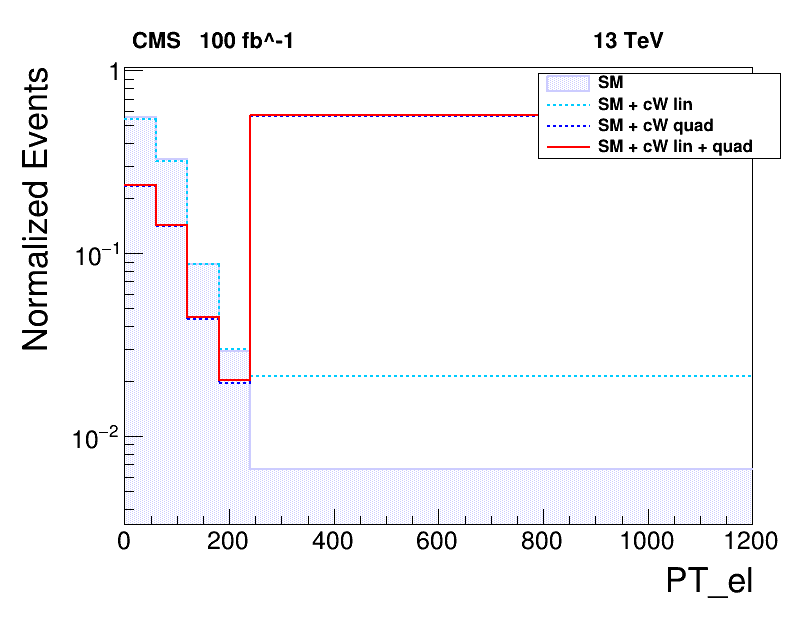 CMS 100 fb^-1 13 TeV
SM
SM + cW lin
SM + cW quad
SM + cW lin + quad
Normalized Events
1
10−1
10−2
0 200 400 600 800 1000 1200
PT_el